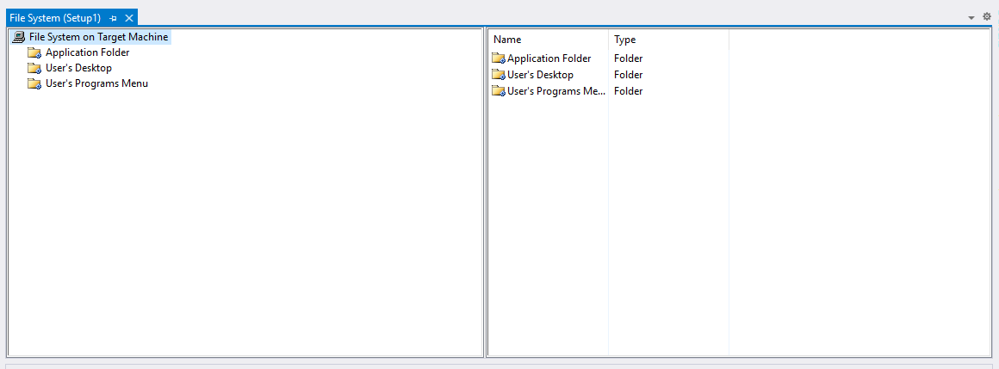 File System (Setup1)
File System on Target Machine
Application Folder
User's Desktop
User's Programs Menu
Name Type
Application Folder Folder
User's Desktop Folder
User's Programs Me... Folder